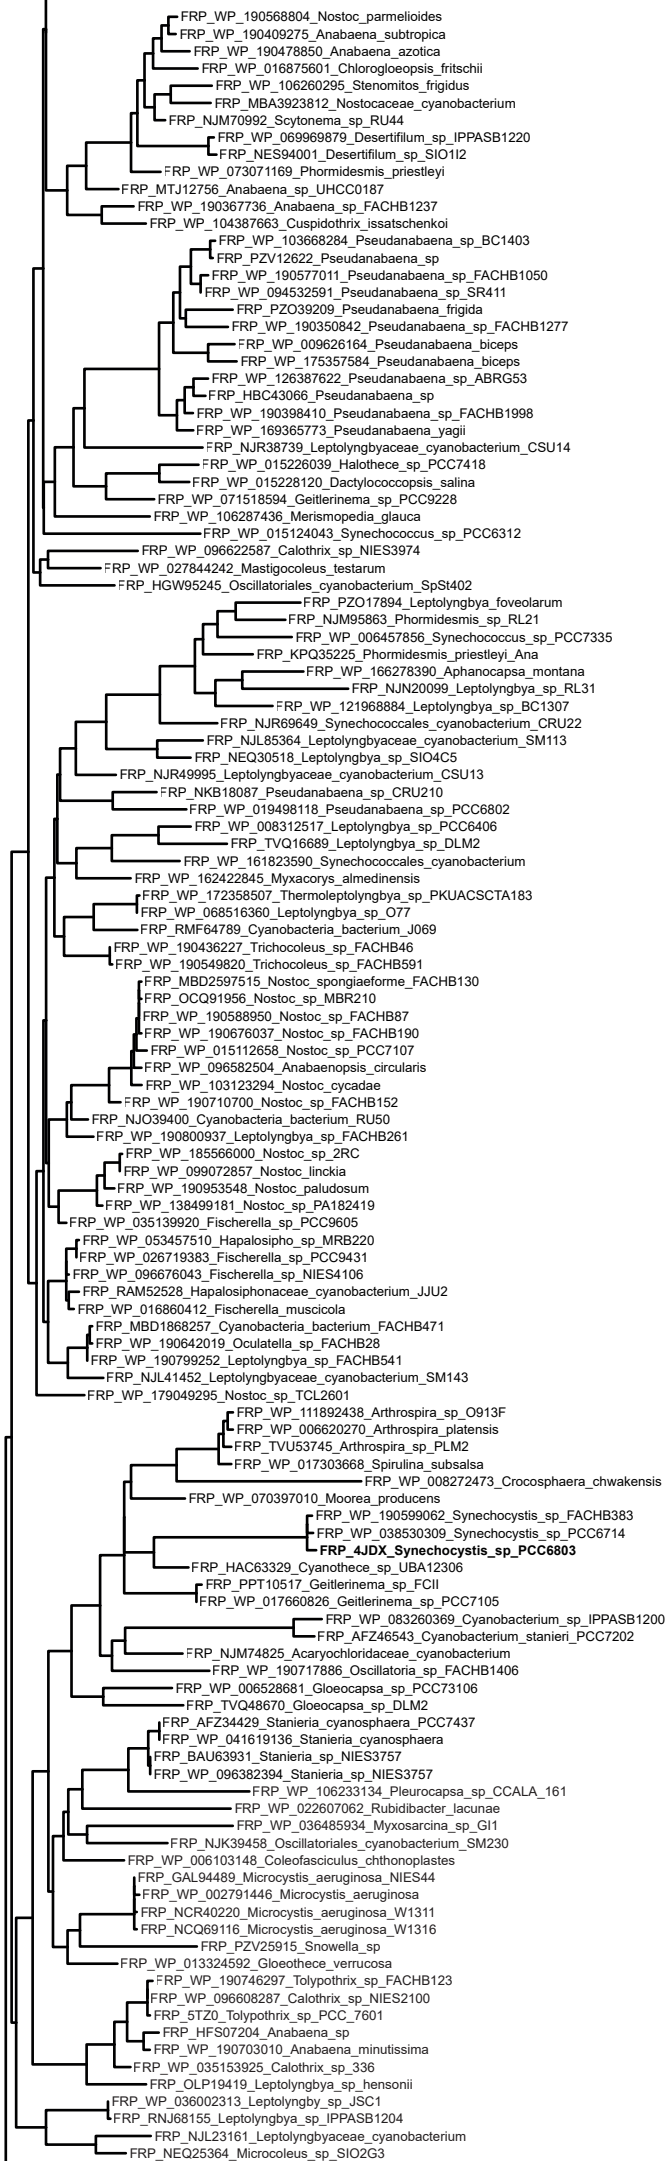 FRP_WP_190568804_Nostoc_parmelioides
FRP_WP_190409275_Anabaena_subtropica
FRP_WP_190478850_Anabaena_azotica
FRP_WP_016875601_Chlorogloeopsis_fritschii
FRP_WP_106260295_Stenomitos_frigidus
FRP_MBA3923812_Nostocaceae_cyanobacterium
FRP_NJM70992_Scytonema_sp_RU44
FRP_WP_069969879_Desertifilum_sp_IPPASB1220
FRP_NES94001_Desertifilum_sp_SIO1I2
FRP_WP_073071169_Phormidesmis_priestleyi
FRP_MTJ12756_Anabaena_sp_UHCC0187
FRP_WP_190367736_Anabaena_sp_FACHB1237
FRP_WP_104387663_Cuspidothrix_issatschenkoi
FRP_WP_103668284_Pseudanabaena_sp_BC1403
FRP_PZV12622_Pseudanabaena_sp
FRP_WP_190577011_Pseudanabaena_sp_FACHB1050
FRP_WP_094532591_Pseudanabaena_sp_SR411
FRP_PZO39209_Pseudanabaena_frigida
FRP_WP_190350842_Pseudanabaena_sp_FACHB1277
FRP_WP_009626164_Pseudanabaena_biceps
FRP_WP_175357584_Pseudanabaena_biceps
FRP_WP_126387622_Pseudanabaena_sp_ABRG53
FRP_HBC43066_Pseudanabaena_sp
FRP_WP_190398410_Pseudanabaena_sp_FACHB1998
FRP_WP_169365773_Pseudanabaena_yagii
FRP_NJR38739_Leptolyngbyaceae_cyanobacterium_CSU14
FRP_WP_015226039_Halothece_sp_PCC7418
FRP_WP_015228120_Dactylococcopsis_salina
FRP_WP_071518594_Geitlerinema_sp_PCC9228
FRP_WP_106287436_Merismopedia_glauca
FRP_WP_015124043_Synechococcus_sp_PCC6312
FRP_WP_096622587_Calothrix_sp_NIES3974
FRP_WP_027844242_Mastigocoleus_testarum
FRP_HGW95245_Oscillatoriales_cyanobacterium_SpSt402
FRP_PZO17894_Leptolyngbya_foveolarum
FRP_NJM95863_Phormidesmis_sp_RL21
FRP_WP_006457856_Synechococcus_sp_PCC7335
FRP_KPQ35225_Phormidesmis_priestleyi_Ana
FRP_WP_166278390_Aphanocapsa_montana
FRP_NJN20099_Leptolyngbya_sp_RL31
FRP_WP_121968884_Leptolyngbya_sp_BC1307
FRP_NJR69649_Synechococcales_cyanobacterium_CRU22
FRP_NJL85364_Leptolyngbyaceae_cyanobacterium_SM113
FRP_NEQ30518_Leptolyngbya_sp_SIO4C5
FRP_NJR49995_Leptolyngbyaceae_cyanobacterium_CSU13
FRP_NKB18087_Pseudanabaena_sp_CRU210
FRP_WP_019498118_Pseudanabaena_sp_PCC6802
FRP_WP_008312517_Leptolyngbya_sp_PCC6406
FRP_TVQ16689_Leptolyngbya_sp_DLM2
FRP_WP_161823590_Synechococcales_cyanobacterium
FRP_WP_162422845_Myxacorys_almedinensis
FRP_WP_172358507_Thermoleptolyngbya_sp_PKUACSCTA183
FRP_WP_068516360_Leptolyngbya_sp_O77
FRP_RMF64789_Cyanobacteria_bacterium_J069
FRP_WP_190436227_Trichocoleus_sp_FACHB46
FRP_WP_190549820_Trichocoleus_sp_FACHB591
FRP_MBD2597515_Nostoc_spongiaeforme_FACHB130
FRP_OCQ91956_Nostoc_sp_MBR210
FRP_WP_190588950_Nostoc_sp_FACHB87
FRP_WP_190676037_Nostoc_sp_FACHB190
FRP_WP_015112658_Nostoc_sp_PCC7107
FRP_WP_096582504_Anabaenopsis_circularis
FRP_WP_103123294_Nostoc_cycadae
FRP_WP_190710700_Nostoc_sp_FACHB152
FRP_NJO39400_Cyanobacteria_bacterium_RU50
FRP_WP_190800937_Leptolyngbya_sp_FACHB261
FRP_WP_185566000_Nostoc_sp_2RC
FRP_WP_099072857_Nostoc_linckia
FRP_WP_190953548_Nostoc_paludosum
FRP_WP_138499181_Nostoc_sp_PA182419
FRP_WP_035139920_Fischerella_sp_PCC9605
FRP_WP_053457510_Hapalosipho_sp_MRB220
FRP_WP_026719383_Fischerella_sp_PCC9431
FRP_WP_096676043_Fischerella_sp_NIES4106
FRP_RAM52528_Hapalosiphonaceae_cyanobacterium_JJU2
FRP_WP_016860412_Fischerella_muscicola
FRP_MBD1868257_Cyanobacteria_bacterium_FACHB471
FRP_WP_190642019_Oculatella_sp_FACHB28
FRP_WP_190799252_Leptolyngbya_sp_FACHB541
FRP_NJL41452_Leptolyngbyaceae_cyanobacterium_SM143
FRP_WP_179049295_Nostoc_sp_TCL2601
FRP_WP_111892438_Arthrospira_sp_O913F
FRP_WP_006620270_Arthrospira_platensis
FRP_TVU53745_Arthrospira_sp_PLM2
FRP_WP_017303668_Spirulina_subsalsa
FRP_WP_008272473_Crocosphaera_chwakensis
FRP_WP_070397010_Moorea_producens
FRP_WP_190599062_Synechocystis_sp_FACHB383
FRP_WP_038530309_Synechocystis_sp_PCC6714
FRP_4JDX_Synechocystis_sp_PCC6803
FRP_HAC63329_Cyanothece_sp_UBA12306
FRP_PPT10517_Geitlerinema_sp_FCII
FRP_WP_017660826_Geitlerinema_sp_PCC7105
FRP_WP_083260369_Cyanobacterium_sp_IPPASB1200
FRP_AFZ46543_Cyanobacterium_stanieri_PCC7202
FRP_NJM74825_Acaryochloridaceae_cyanobacterium
FRP_WP_190717886_Oscillatoria_sp_FACHB1406
FRP_WP_006528681_Gloeocapsa_sp_PCC73106
FRP_TVQ48670_Gloeocapsa_sp_DLM2
FRP_AFZ34429_Stanieria_cyanosphaera_PCC7437
FRP_WP_041619136_Stanieria_cyanosphaera
FRP_BAU63931_Stanieria_sp_NIES3757
FRP_WP_096382394_Stanieria_sp_NIES3757
FRP_WP_106233134_Pleurocapsa_sp_CCALA_161
FRP_WP_022607062_Rubidibacter_lacunae
FRP_WP_036485934_Myxosarcina_sp_GI1
FRP_NJK39458_Oscillatoriales_cyanobacterium_SM230
FRP_WP_006103148_Coleofasciculus_chthonoplastes
FRP_GAL94489_Microcystis_aeruginosa_NIES44
FRP_WP_002791446_Microcystis_aeruginosa
FRP_NCR40220_Microcystis_aeruginosa_W1311
FRP_NCQ69116_Microcystis_aeruginosa_W1316
FRP_PZV25915_Snowella_sp
FRP_WP_013324592_Gloeothece_verrucosa
FRP_WP_190746297_Tolypothrix_sp_FACHB123
FRP_WP_096608287_Calothrix_sp_NIES2100
FRP_5TZ0_Tolypothrix_sp_PCC_7601
FRP_HFS07204_Anabaena_sp
FRP_WP_190703010_Anabaena_minutissima
FRP_WP_035153925_Calothrix_sp_336
FRP_OLP19419_Leptolyngbya_sp_hensonii
FRP_WP_036002313_Leptolyngby_sp_JSC1
FRP_RNJ68155_Leptolyngbya_sp_IPPASB1204
FRP_NJL23161_Leptolyngbyaceae_cyanobacterium
FRP_NEQ25364_Microcoleus_sp_SIO2G3